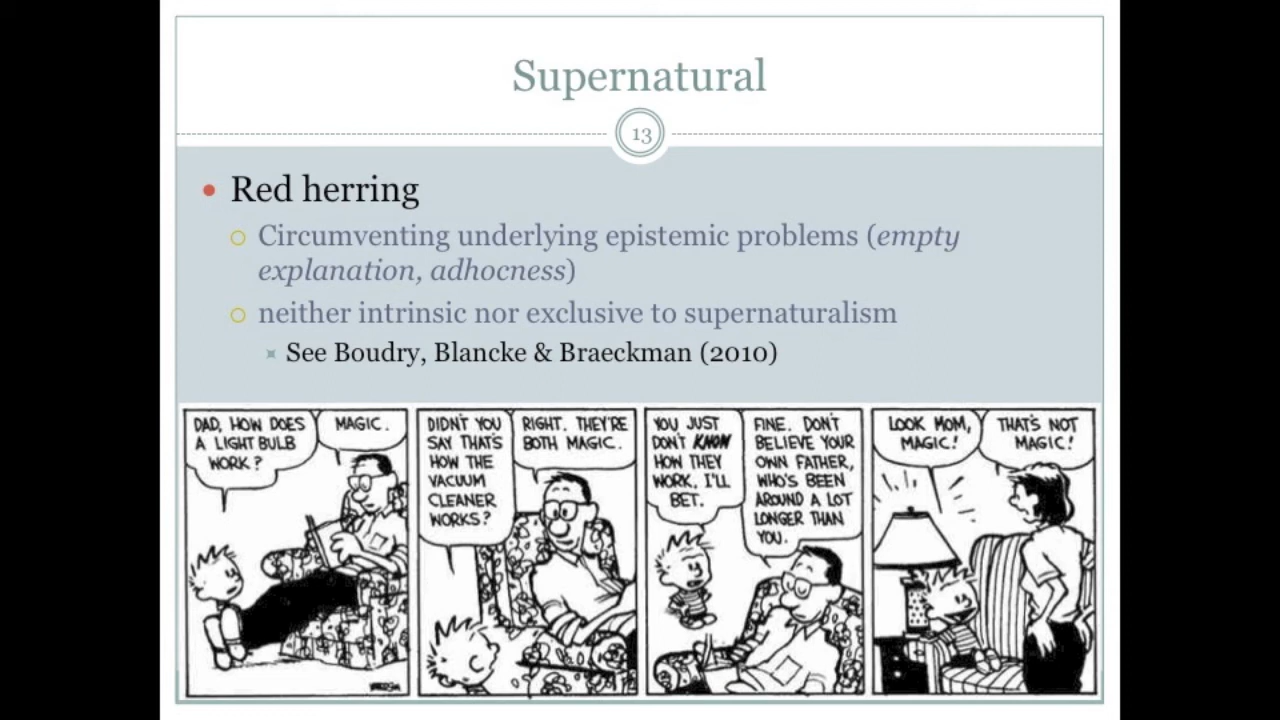 Supernatural
13
Red herring
Circumventing underlying epistemic problems (empty
explanation, adhocness)
neither intrinsic nor exclusive to supernaturalism
See Boudry, Blancke & Braeckman (2010)
DAD, HOW DOES
A LIGHT BULB
WORK?
MAGIC.
DIDN'T YOU
SAY THAT'S
HOW THE
VACUUM
CLEANER
WORKS?
RIGHT. THEY'RE
BOTH MAGIC.
YOU JUST
DON'T KNOW
HOW THEY
WORK, I'LL
BET.
FINE. DON'T
BELIEVE YOUR
OWN FATHER,
WHO'S BEEN
AROUND A LOT
LONGER THAN
YOU.
LOOK MOM,
MAGIC!
THAT'S NOT
MAGIC!